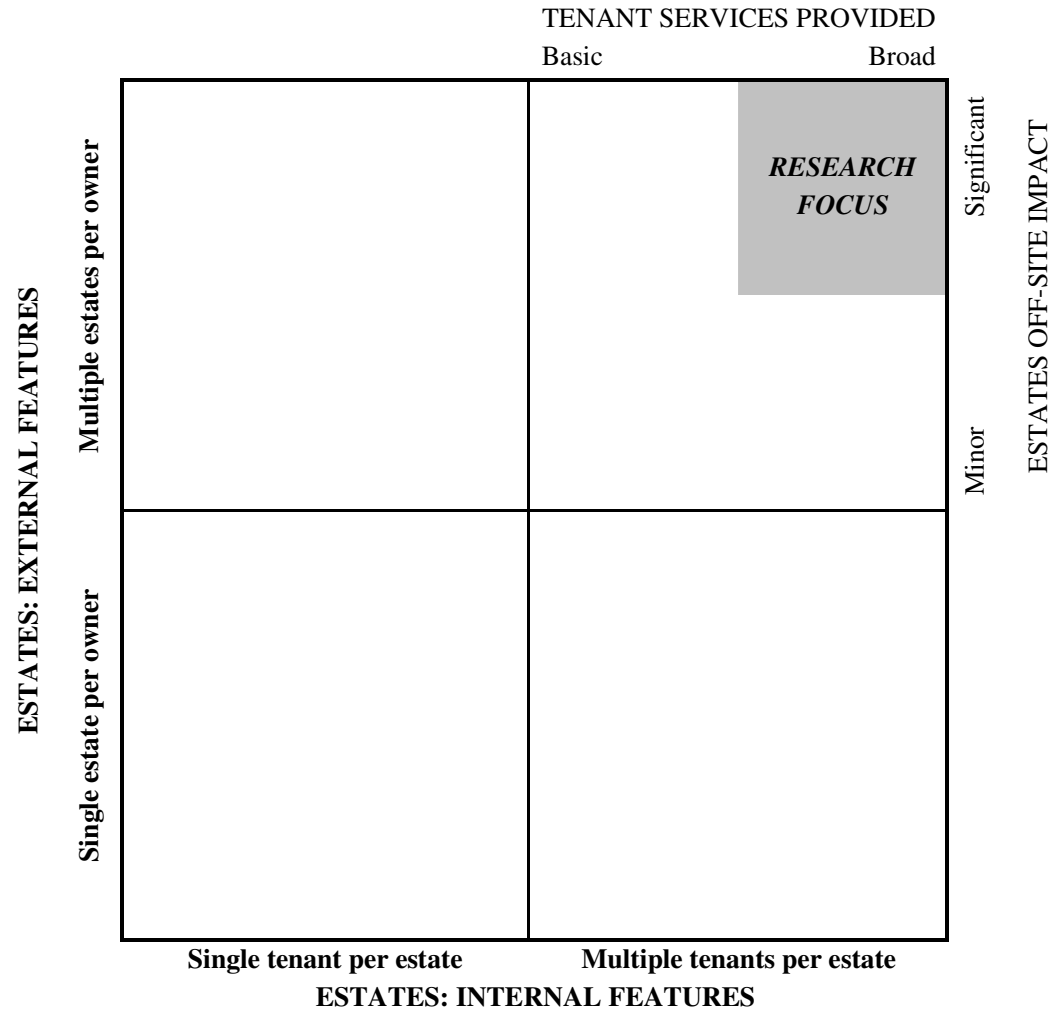 TENANT SERVICES PROVIDED
Basic Broad
ESTATES: EXTERNAL FEATURES
Multiple estates per owner
Single estate per owner
RESEARCH
FOCUS
Significant
Minor
ESTATES OFF-SITE IMPACT
Single tenant per estate
Multiple tenants per estate
ESTATES: INTERNAL FEATURES